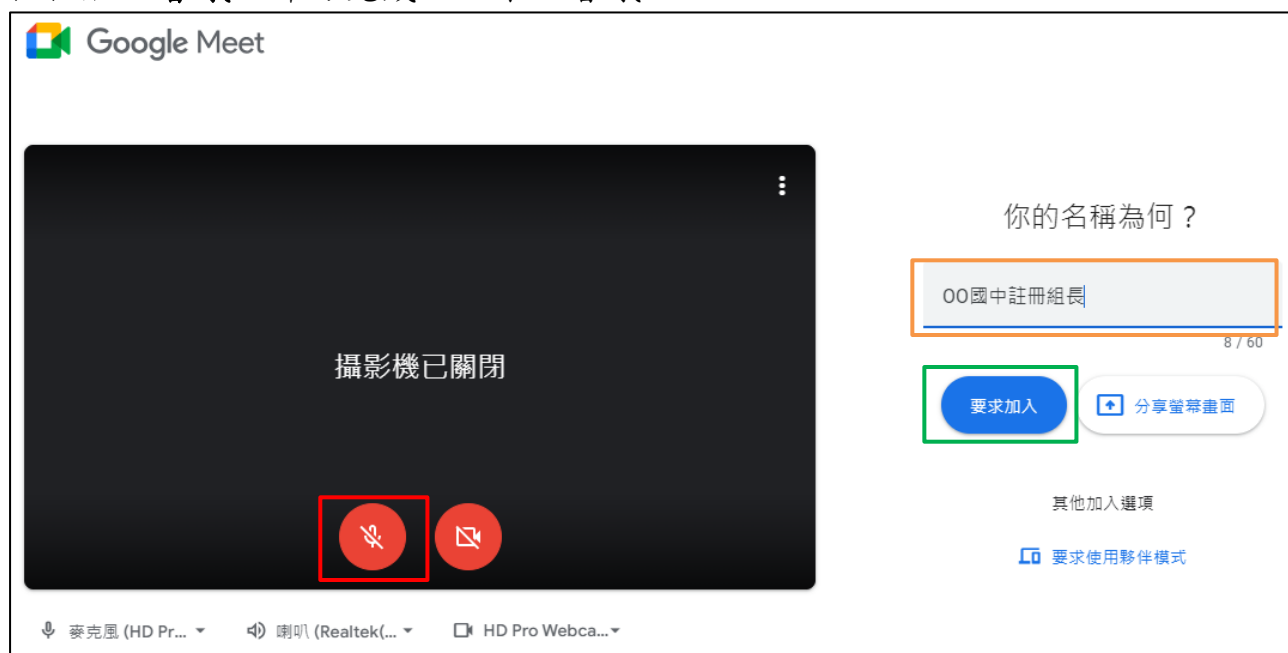 Google Meet
你的名稱為何？
OO國中註冊組長
8 / 60
攝影機已關閉
要求加入
分享螢幕畫面
其他加入選項
要求使用夥伴模式
麥克風 (HD Pr...
喇叭 (Realtek(...
HD Pro Webca...